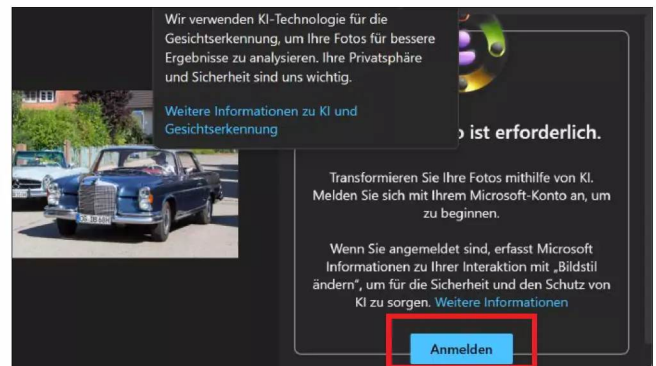 Wir verwenden KI-Technologie für die
Gesichtserkennung, um Ihre Fotos für bessere
Ergebnisse zu analysieren. Ihre Privatsphäre
und Sicherheit sind uns wichtig.
Weitere Informationen zu KI und
Gesichtserkennung
ist erforderlich.
Transformieren Sie Ihre Fotos mithilfe von KI.
Melden Sie sich mit Ihrem Microsoft-Konto an, um
zu beginnen.
Wenn Sie angemeldet sind, erfasst Microsoft
Informationen zu Ihrer Interaktion mit „Bildstil
ändern“, um für die Sicherheit und den Schutz von
KI zu sorgen. Weitere Informationen
Anmelden